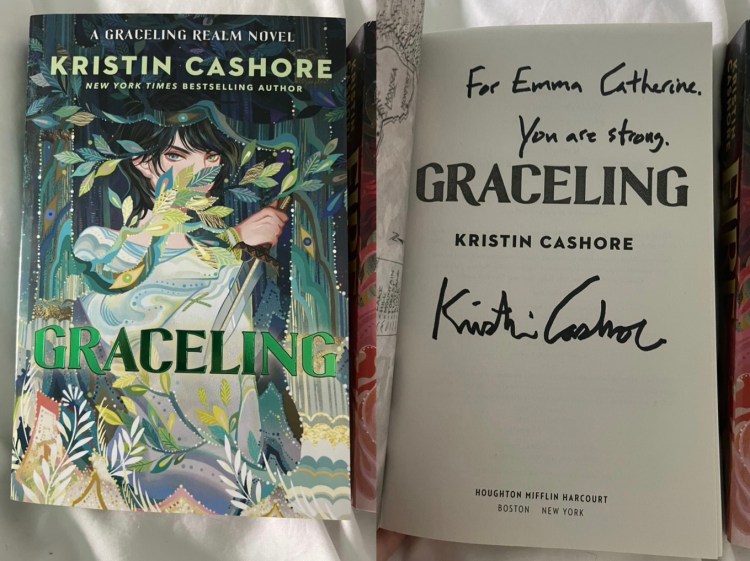 A GRACELING REALM NOVEL
KRISTIN CASHORE
NEW YORK TIMES BESTSELLING AUTHOR
GRACELING
For Emma Catherine.
You are strong.
GRACELING
KRISTIN CASHORE
Kristin Cashore
HOUGHTON MIFFLIN HARCOURT
BOSTON NEW YORK